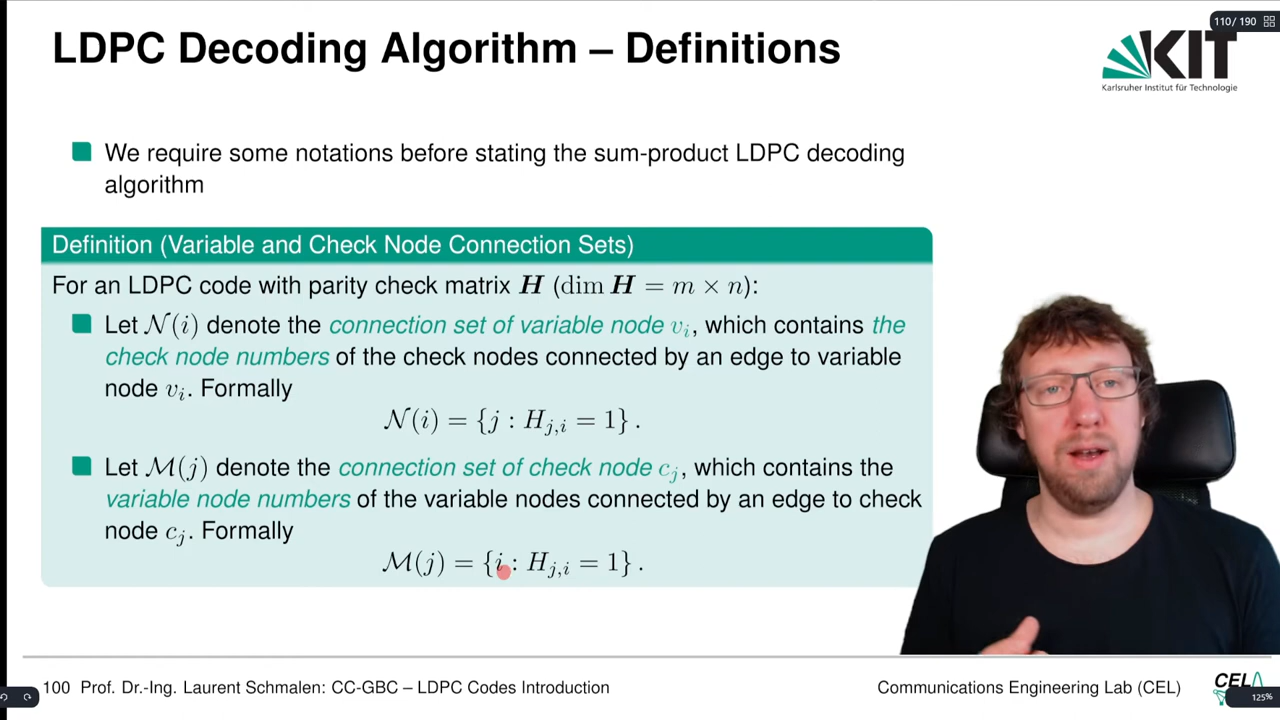 110/ 190
LDPC Decoding Algorithm – Definitions
KIT
Karlsruher Institut für Technologie
We require some notations before stating the sum-product LDPC decoding
algorithm
Definition (Variable and Check Node Connection Sets)
For an LDPC code with parity check matrix H (dim H = m × n):
Let N(i) denote the connection set of variable node v_i, which contains the
check node numbers of the check nodes connected by an edge to variable
node v_i. Formally
N(i) = {j : H_{j,i} = 1} .
Let M(j) denote the connection set of check node c_j, which contains the
variable node numbers of the variable nodes connected by an edge to check
node c_j. Formally
M(j) = {i : H_{j,i} = 1} .
100 Prof. Dr.-Ing. Laurent Schmalen: CC-GBC – LDPC Codes Introduction
Communications Engineering Lab (CEL)
CEL
125%